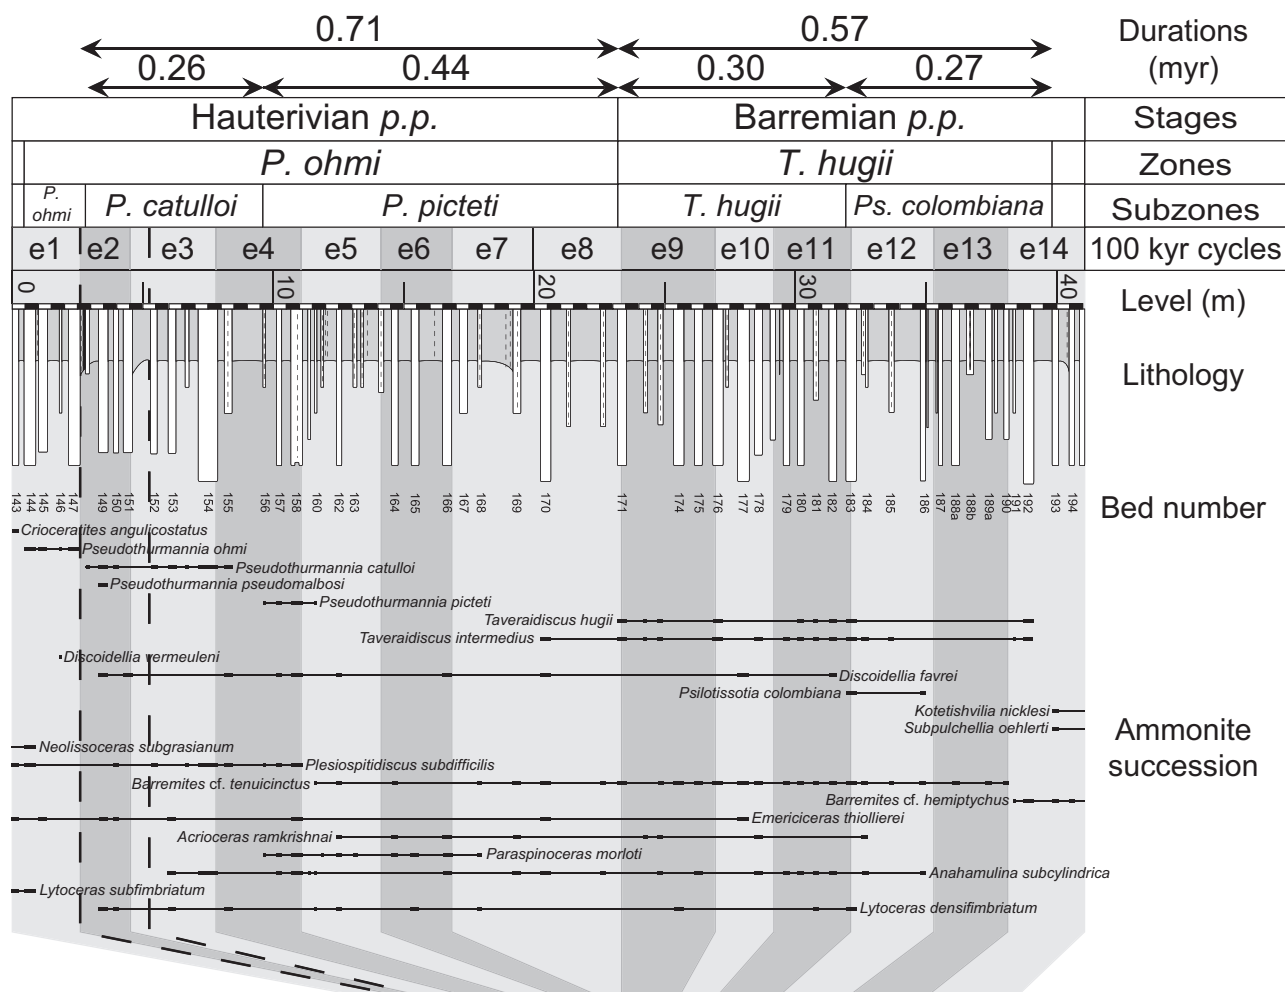 0.71 0.57 Durations
(myr)
0.26 0.44 0.30 0.27
Hauterivian p.p. Barremian p.p. Stages
P. ohmi T. hugii Zones
P. ohmi P. catulloi P. picteti T. hugii Ps. colombiana Subzones
e1 e2 e3 e4 e5 e6 e7 e8 e9 e10 e11 e12 e13 e14 100 kyr cycles
0 10 20 30 40 Level (m)
Lithology
143 144 145 146 147 149 150 151 152 153 154 155 156 157 158 160 162 163 164 165 166 167 168 169 170 171 174 175 176 177 178 179 180 181 182 183 184 185 186 187 188a 188b 189a 190 191 192 193 194 Bed number
Crioceratites angulicostatus
Pseudothurmannia ohmi
Pseudothurmannia catulloi
Pseudothurmannia pseudomalbosi
Pseudothurmannia picteti
Taveraidiscus hugii
Taveraidiscus intermedius
Discoidellia vermeuleni
Discoidellia favrei
Psilotissotia colombiana
Kotetishvilia nicklesi
Subpulchellia oehlerti
Ammonite
succession
Neolissoceras subgrasianum
Plesiospitidiscus subdifficilis
Barremites cf. tenuicinctus
Barremites cf. hemiptychus
Emericiceras thiollierei
Acrioceras ramkrishnai
Paraspinoceras morloti
Anahamulina subcylindrica
Lytoceras subfimbriatum
Lytoceras densifimbriatum